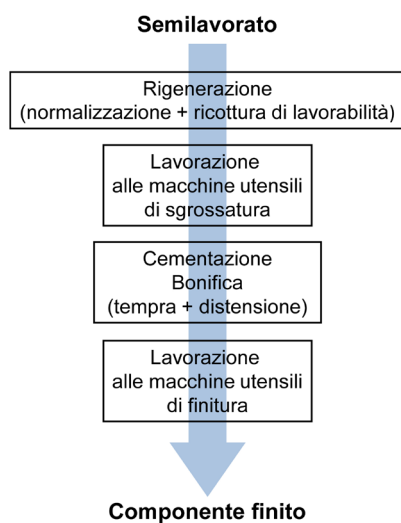 Semilavorato
Rigenerazione
(normalizzazione + ricottura di lavorabilità)
Lavorazione
alle macchine utensili
di sgrossatura
Cementazione
Bonifica
(tempra + distensione)
Lavorazione
alle macchine utensili
di finitura
Componente finito